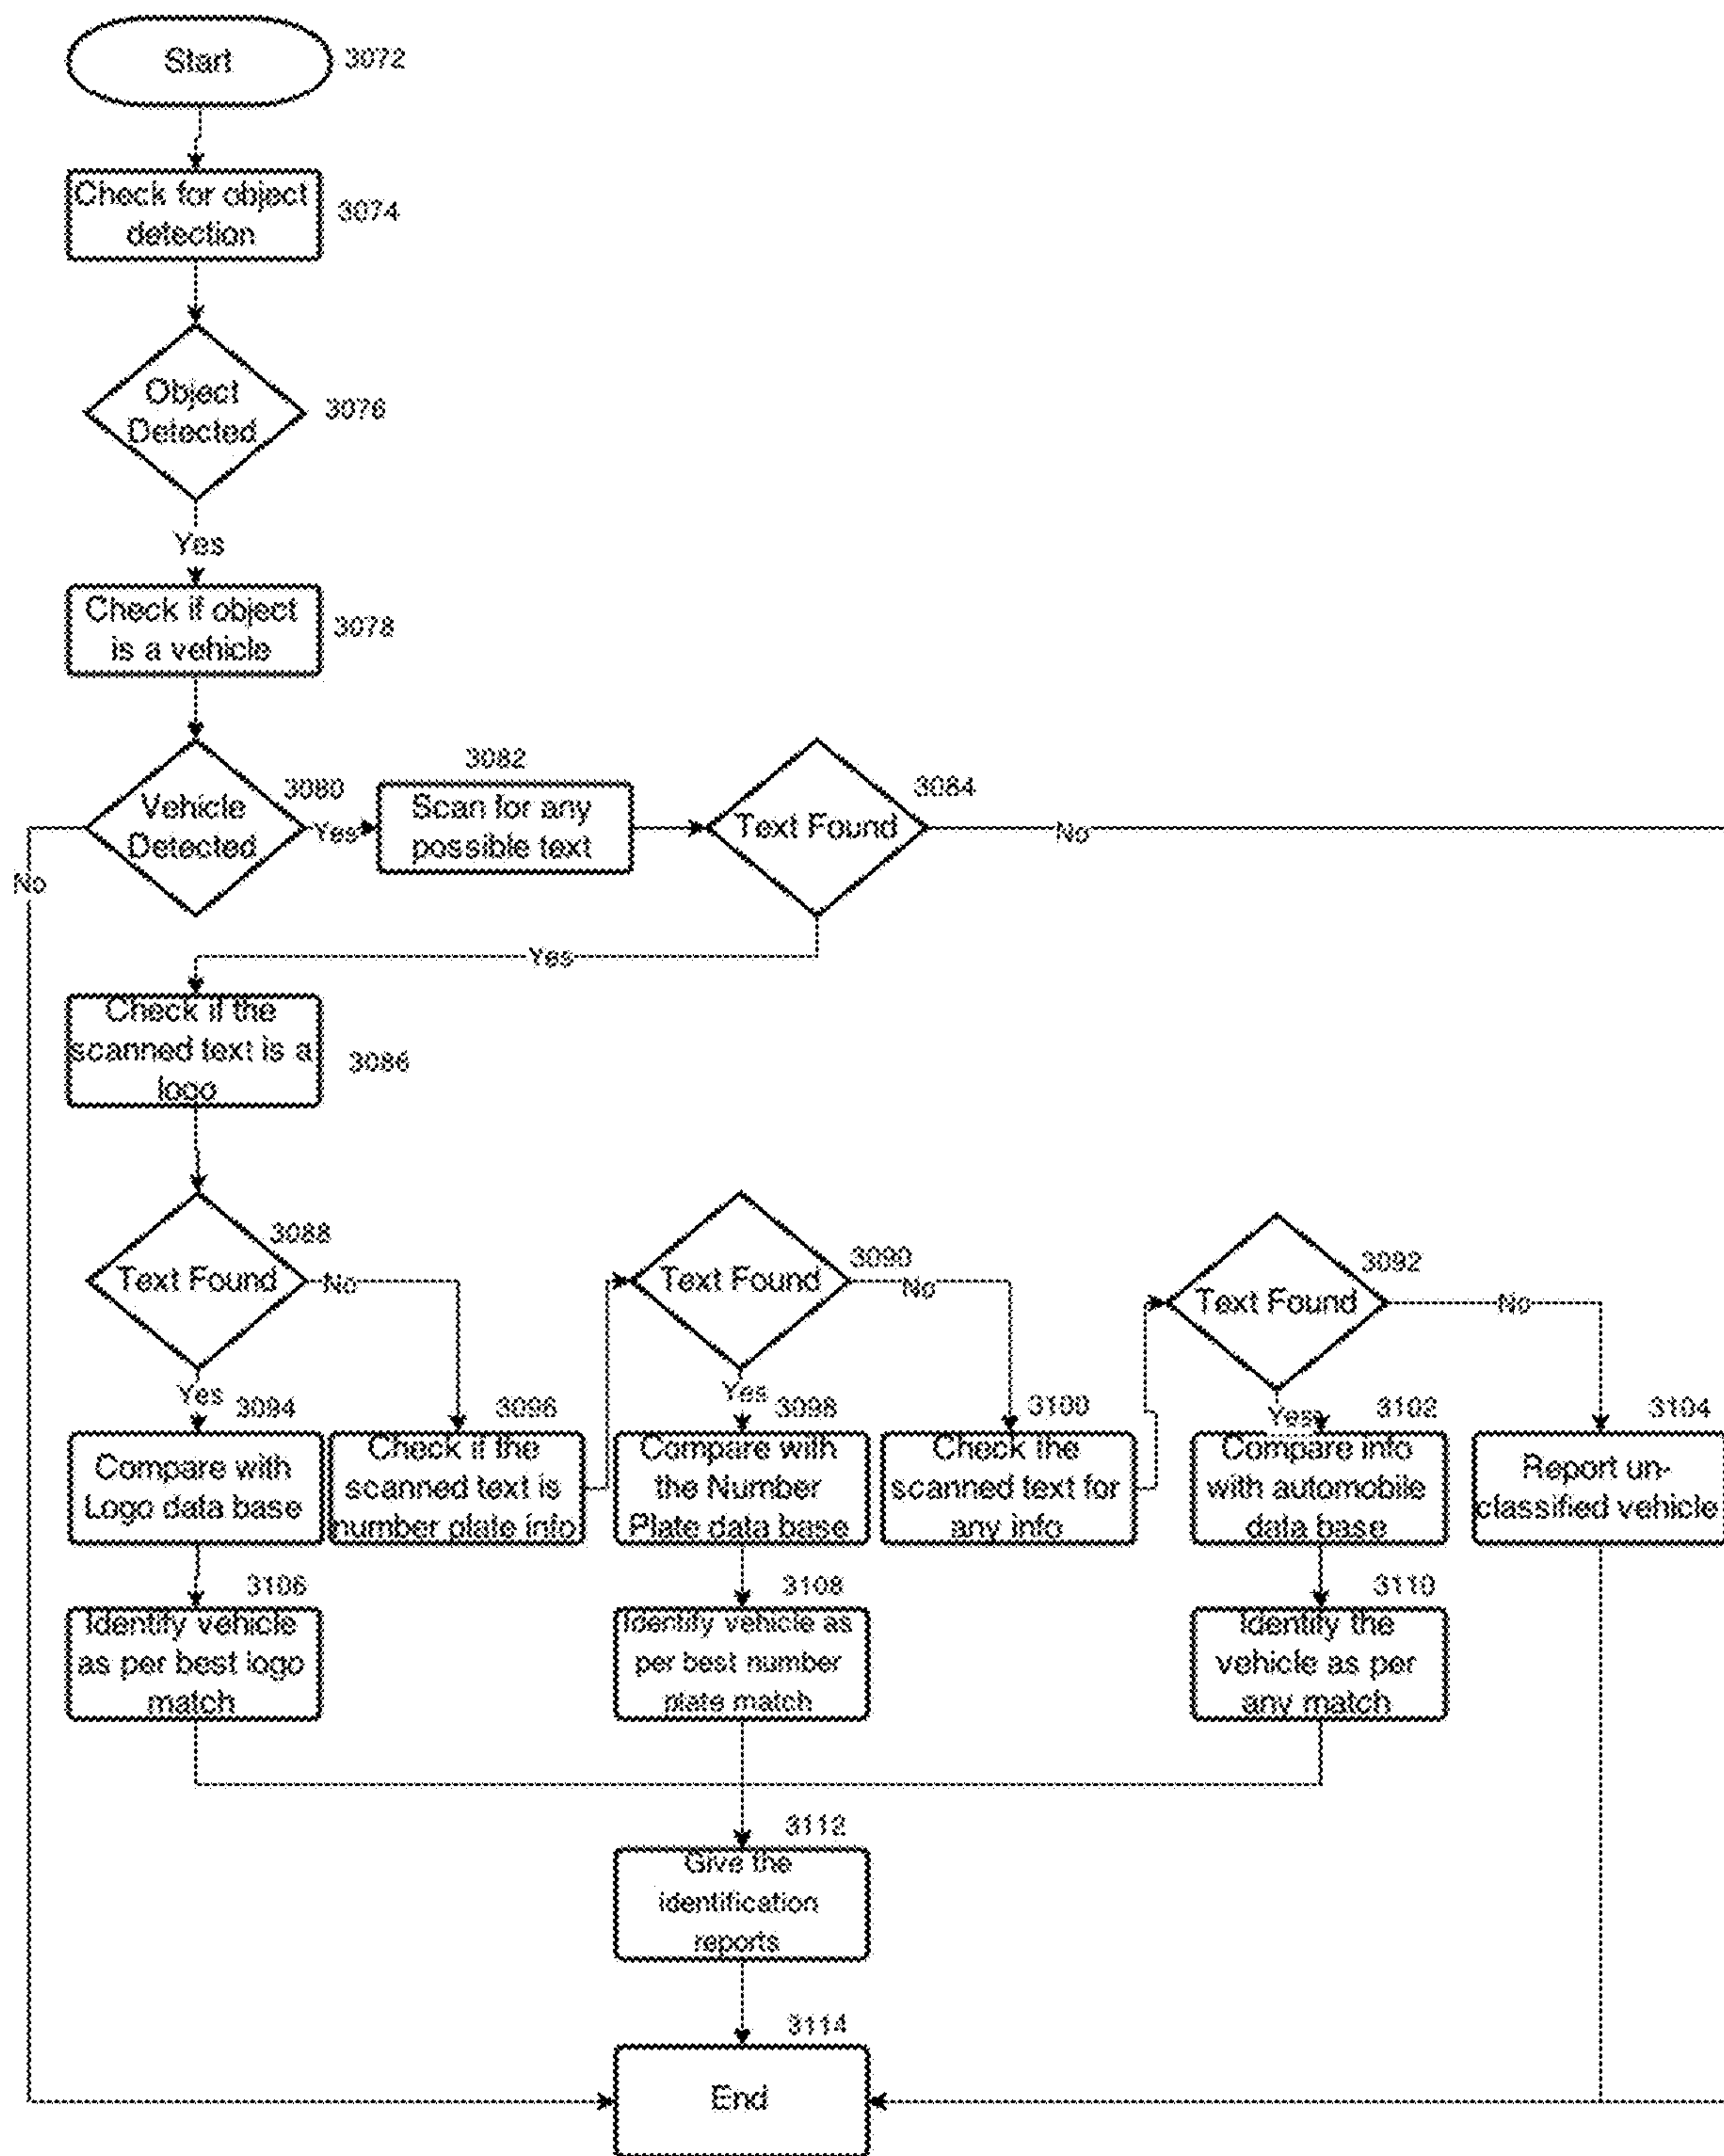 Start
3072
Check for object
detection
3074
Object
Detected
3076
Yes
Check if object
is a vehicle
3078
Vehicle
Detected
3080
Yes
No
3082
Scan for any
possible text
Text Found
3084
No
Yes
Check if the
scanned text is a
logo
3086
Text Found
3088
No
Yes
Text Found
3090
No
Yes
Text Found
3092
No
Yes
3094
Compare with
Logo data base
3096
Check if the
scanned text is
number plate info
3098
Compare with
the Number
Plate data base
3100
Check the
scanned text for
any info
3102
Compare info
with automobile
data base
3104
Report un-
classified vehicle
3106
Identify vehicle
as per best logo
match
3108
Identify vehicle as
per best number
plate match
3110
Identify the
vehicle as per
any match
3112
Give the
identification
reports
3114
End